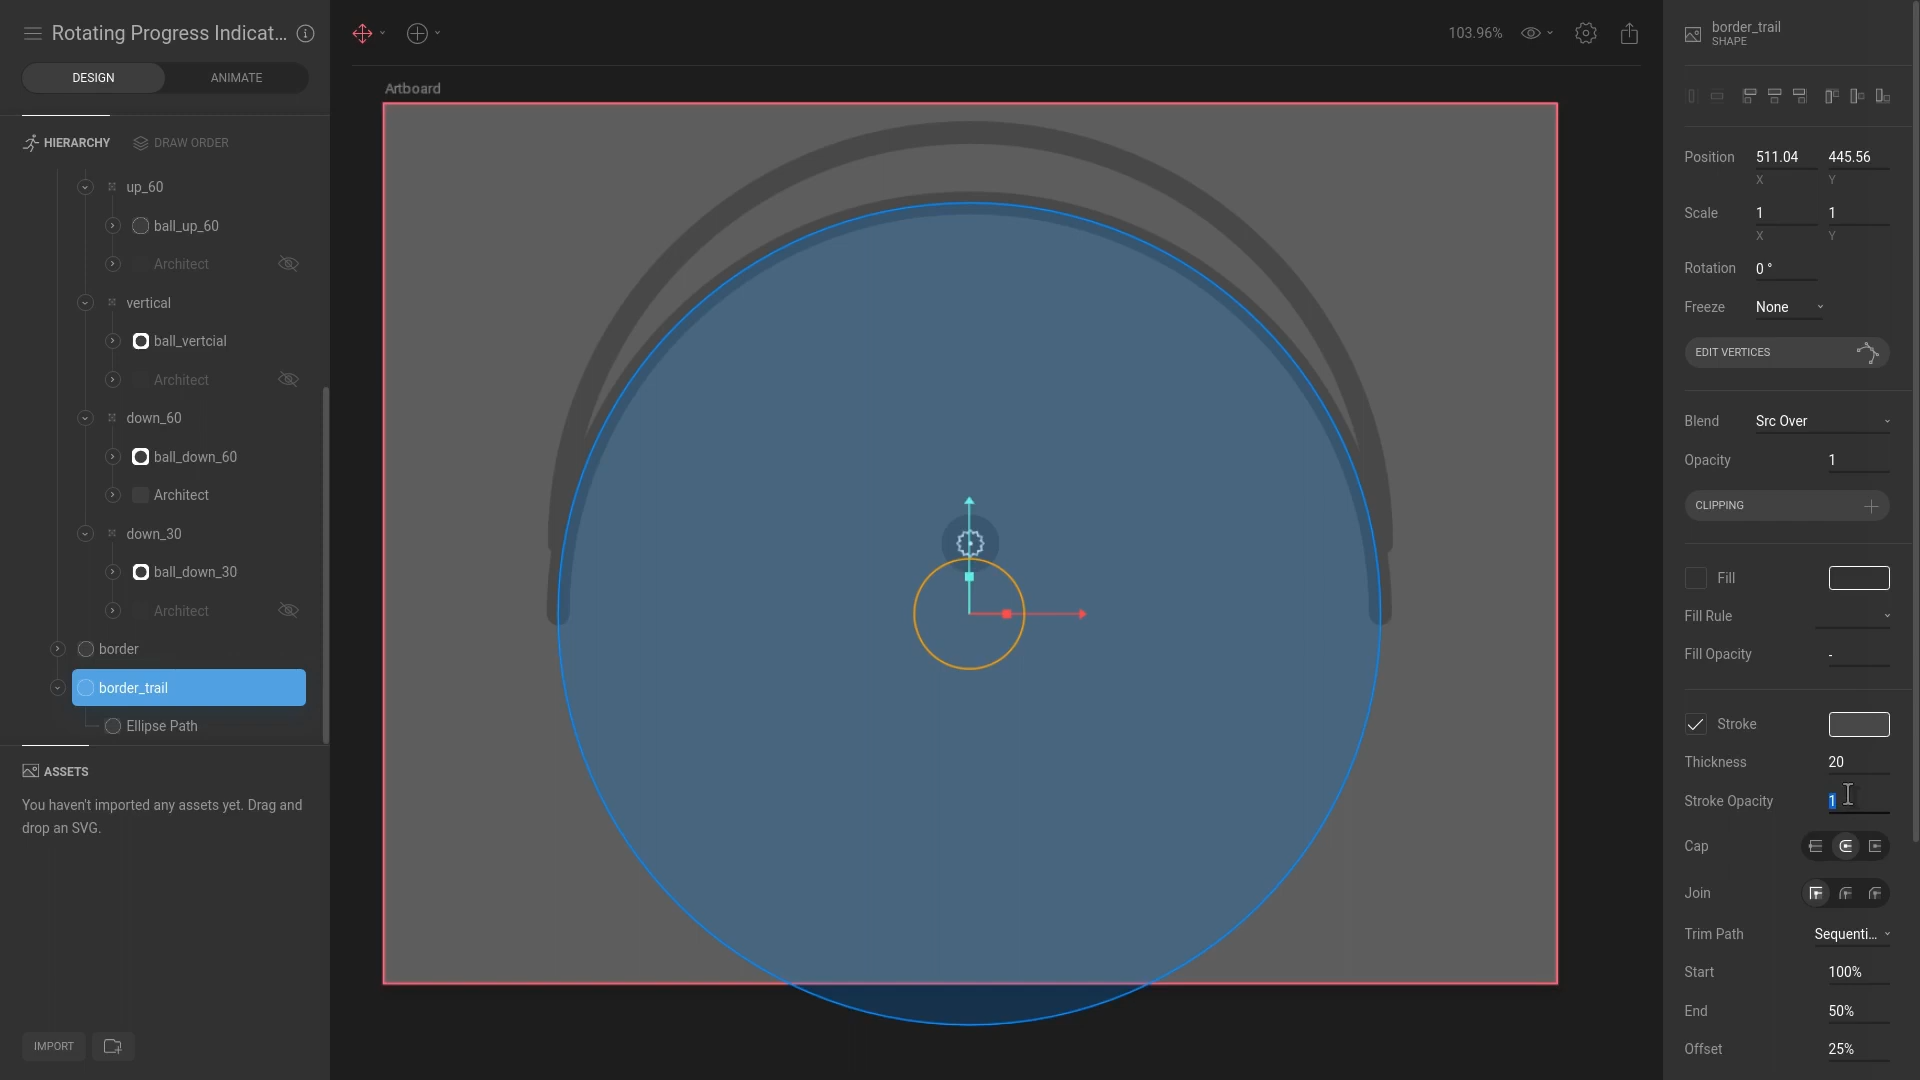 Rotating Progress Indicat...
DESIGN
ANIMATE
HIERARCHY
DRAW ORDER
up_60
ball_up_60
Architect
vertical
ball_vertcial
Architect
down_60
ball_down_60
Architect
down_30
ball_down_30
Architect
border
border_trail
Ellipse Path
ASSETS
You haven't imported any assets yet. Drag and
drop an SVG.
IMPORT
103.96%
Artboard
border_trail
SHAPE
Position 511.04 445.56
X Y
Scale 1 1
X Y
Rotation 0 °
Freeze None
EDIT VERTICES
Blend Src Over
Opacity 1
CLIPPING
Fill
Fill Rule
Fill Opacity -
Stroke
Thickness 20
Stroke Opacity 1
Cap
Join
Trim Path Sequenti...
Start 100%
End 50%
Offset 25%